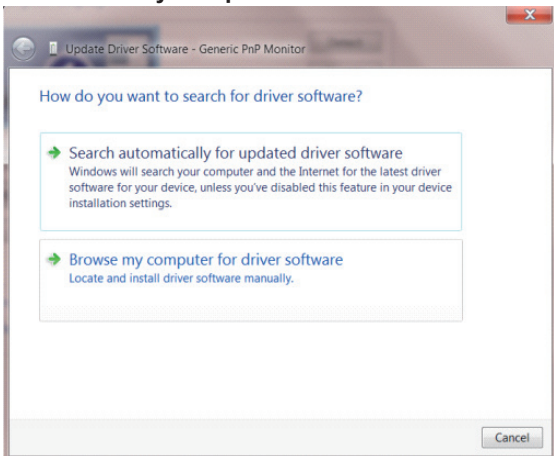 Update Driver Software - Generic PnP Monitor
How do you want to search for driver software?
Search automatically for updated driver software
Windows will search your computer and the Internet for the latest driver
software for your device, unless you've disabled this feature in your device
installation settings.
Browse my computer for driver software
Locate and install driver software manually.
Cancel